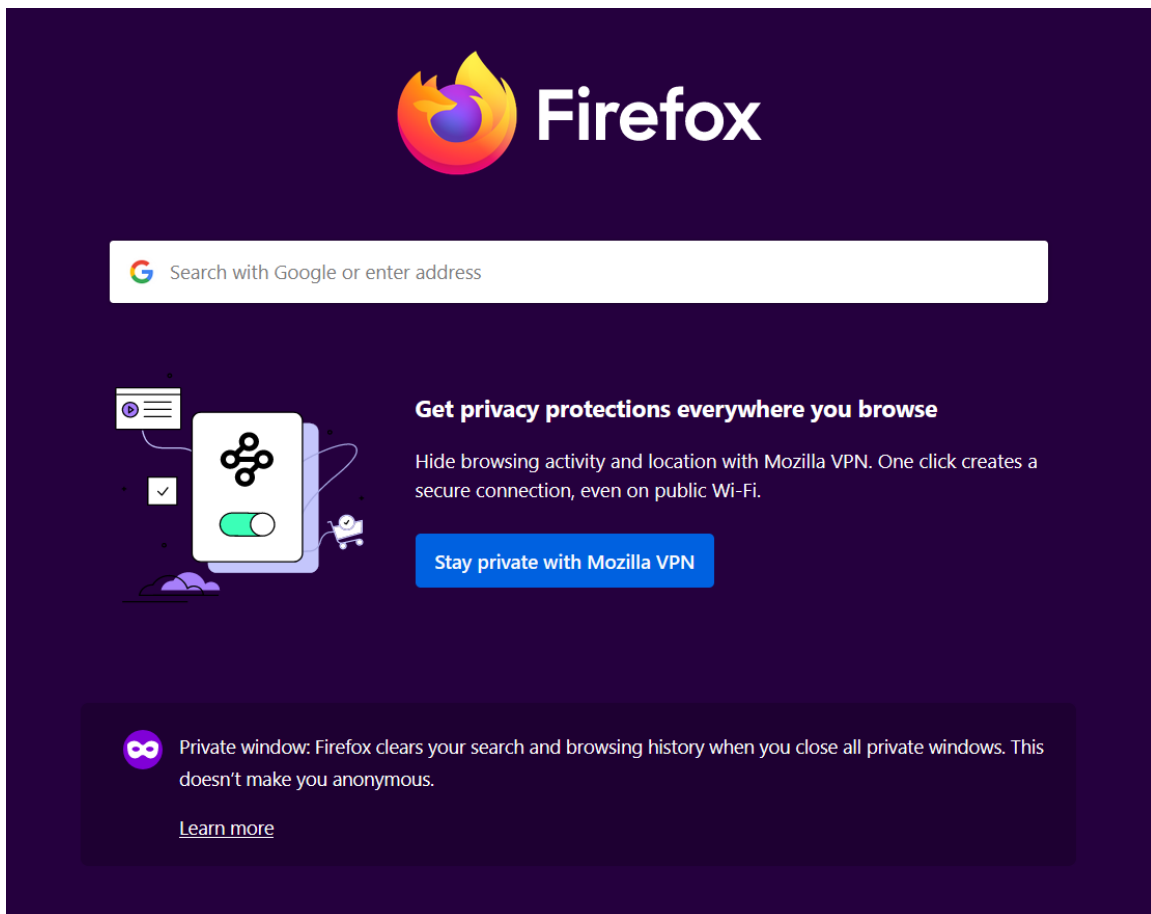 Firefox
Search with Google or enter address
Get privacy protections everywhere you browse
Hide browsing activity and location with Mozilla VPN. One click creates a
secure connection, even on public Wi-Fi.
Stay private with Mozilla VPN
Private window: Firefox clears your search and browsing history when you close all private windows. This
doesn’t make you anonymous.
Learn more